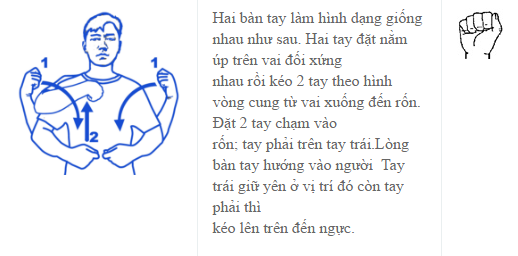 Hai bàn tay làm hình dạng giống
nhau như sau. Hai tay đặt nằm
úp trên vai đối xứng
nhau rồi kéo 2 tay theo hình
vòng cung từ vai xuống đến rốn.
Đặt 2 tay chạm vào
rốn; tay phải trên tay trái.Lòng
bàn tay hướng vào người  Tay
trái giữ yên ở vị trí đó còn tay
phải thì
kéo lên trên đến ngực.
1
1
2